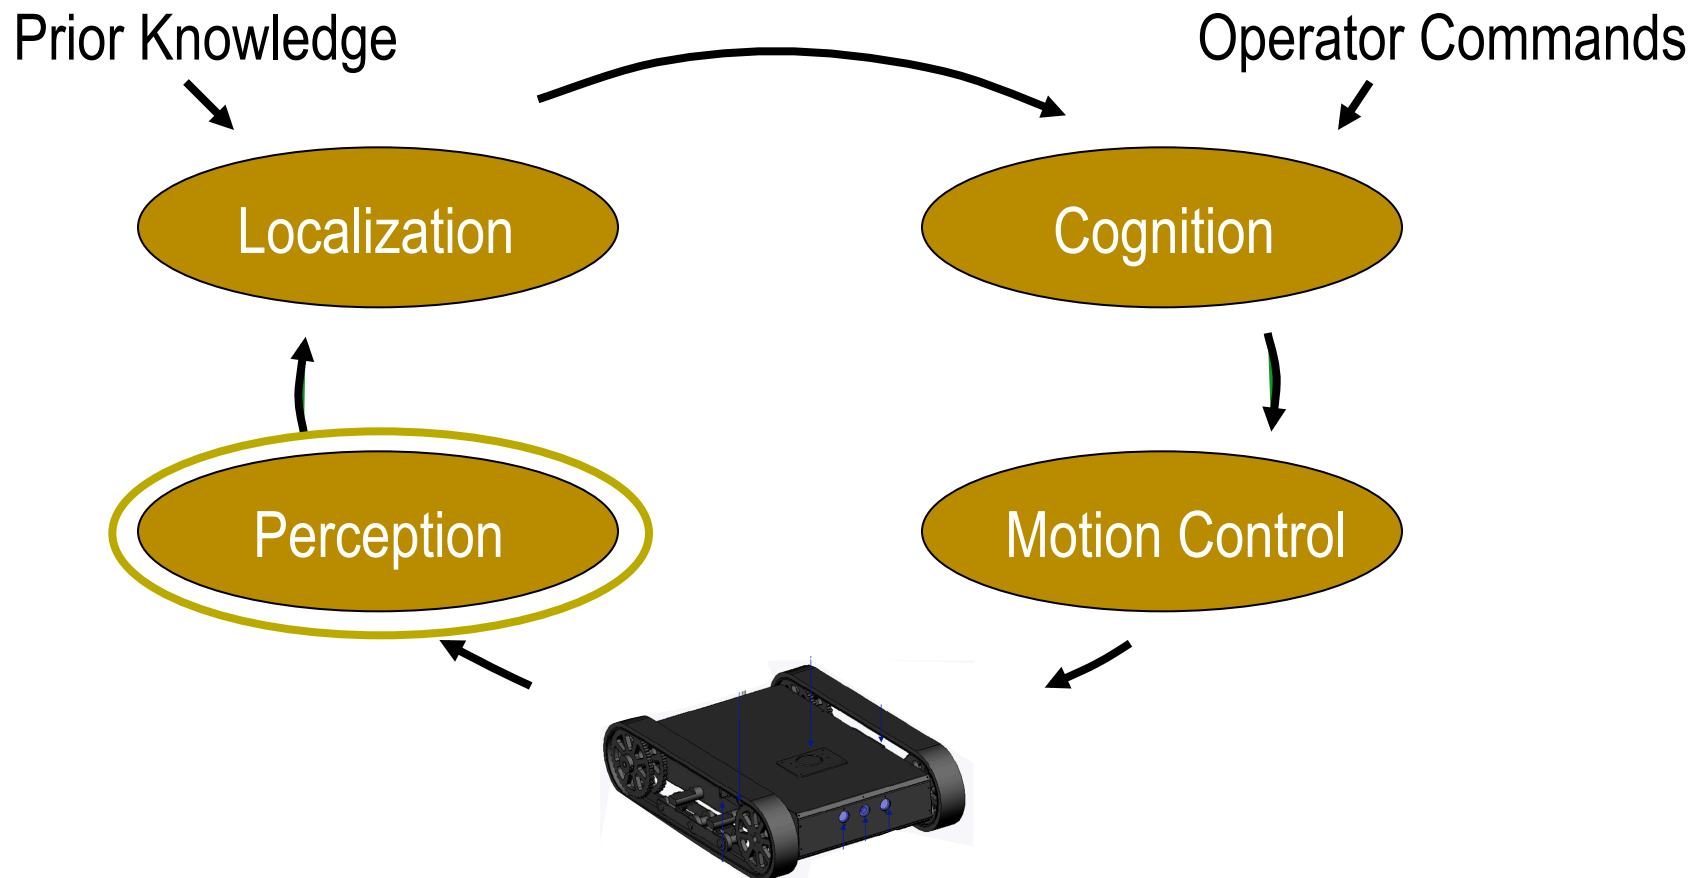 Prior Knowledge
Operator Commands
Localization
Cognition
Perception
Motion Control